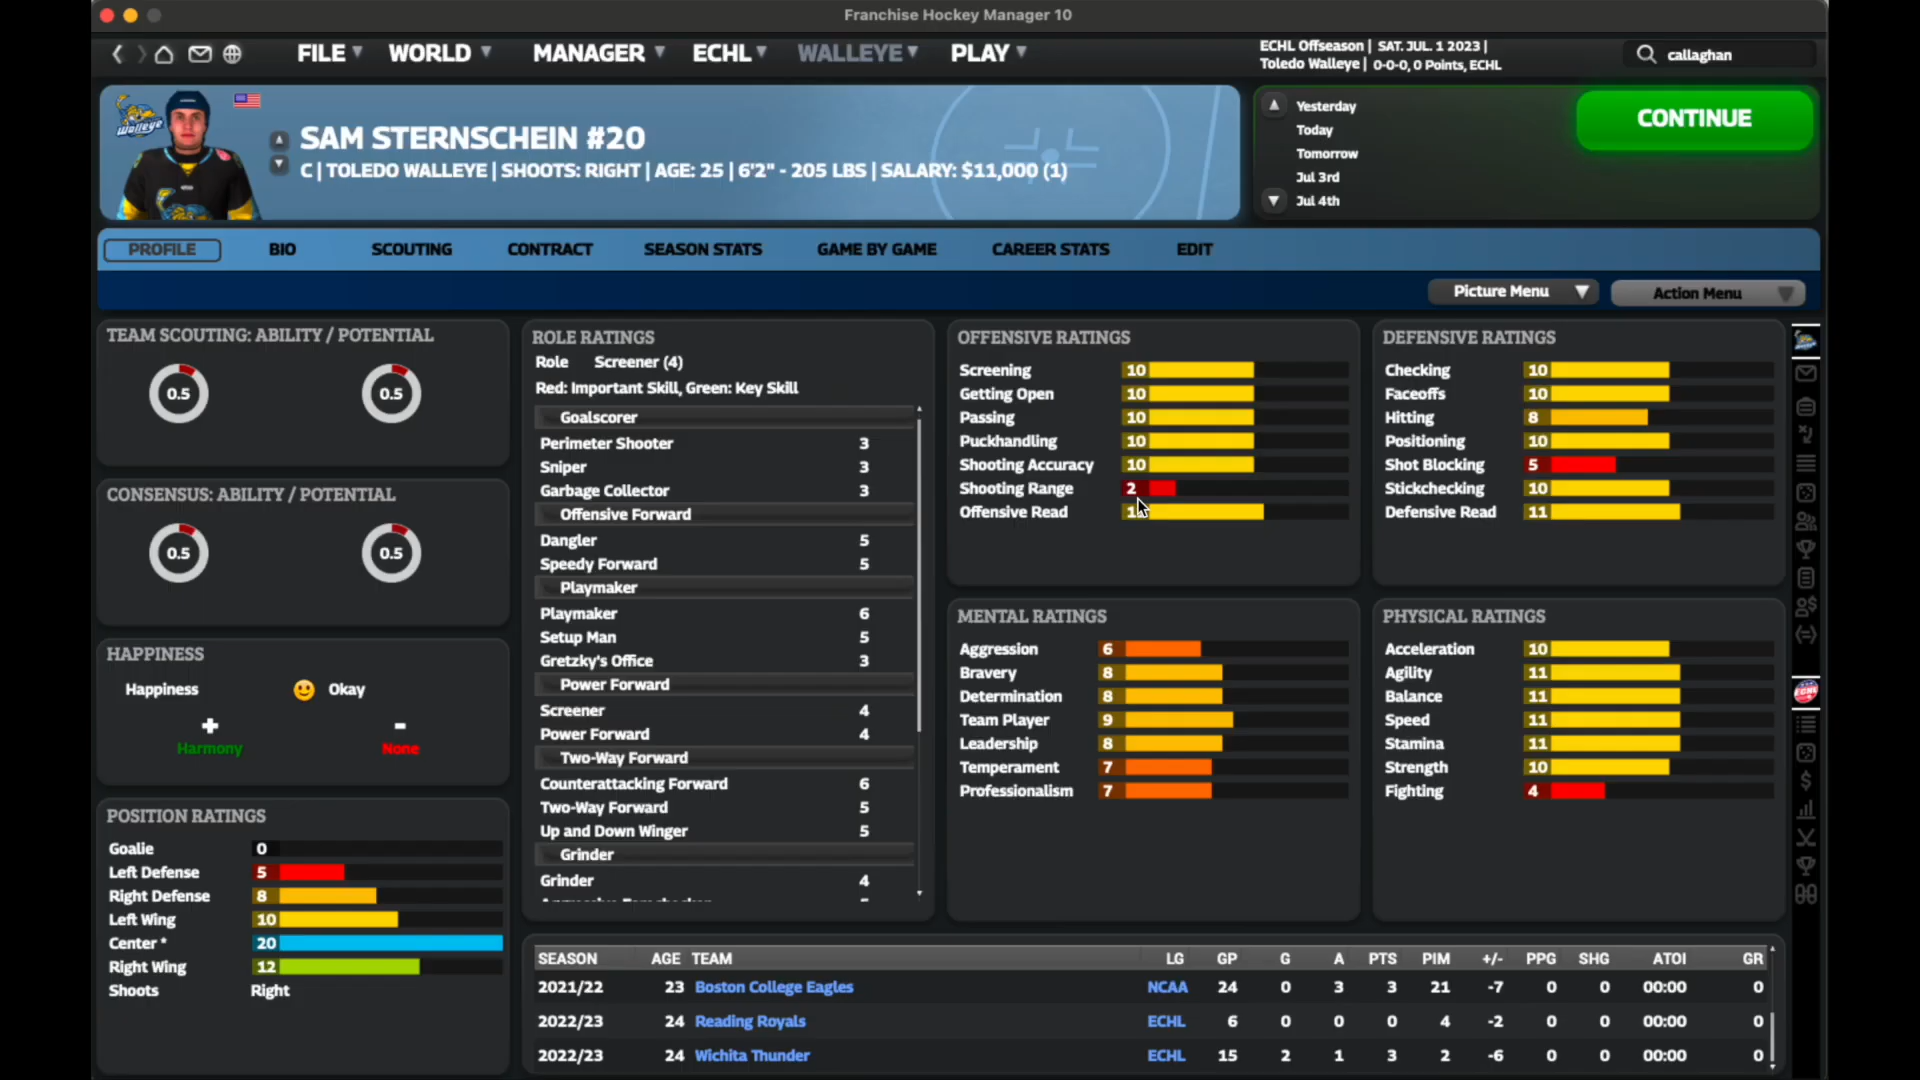 Franchise Hockey Manager 10
FILE WORLD MANAGER ECHL WALLEYE PLAY
ECHL Offseason | SAT. JUL. 1 2023 |
Toledo Walleye | 0-0-0, 0 Points, ECHL
callaghan
Walleye
SAM STERNSCHEIN #20
C | TOLEDO WALLEYE | SHOOTS: RIGHT | AGE: 25 | 6'2" - 205 LBS | SALARY: $11,000 (1)
Yesterday
Today
Tomorrow
Jul 3rd
Jul 4th
CONTINUE
PROFILE BIO SCOUTING CONTRACT SEASON STATS GAME BY GAME CAREER STATS EDIT
Picture Menu Action Menu
TEAM SCOUTING: ABILITY / POTENTIAL
0.5 0.5
CONSENSUS: ABILITY / POTENTIAL
0.5 0.5
HAPPINESS
Happiness Okay
+ -
Harmony None
POSITION RATINGS
Goalie 0
Left Defense 5
Right Defense 8
Left Wing 10
Center * 20
Right Wing 12
Shoots Right
ROLE RATINGS
Role Screener (4)
Red: Important Skill, Green: Key Skill
Goalscorer
Perimeter Shooter 3
Sniper 3
Garbage Collector 3
Offensive Forward
Dangler 5
Speedy Forward 5
Playmaker
Playmaker 6
Setup Man 5
Gretzky's Office 3
Power Forward
Screener 4
Power Forward 4
Two-Way Forward
Counterattacking Forward 6
Two-Way Forward 5
Up and Down Winger 5
Grinder
Grinder 4
OFFENSIVE RATINGS
Screening 10
Getting Open 10
Passing 10
Puckhandling 10
Shooting Accuracy 10
Shooting Range 2
Offensive Read
DEFENSIVE RATINGS
Checking 10
Faceoffs 10
Hitting 8
Positioning 10
Shot Blocking 5
Stickchecking 10
Defensive Read 11
MENTAL RATINGS
Aggression 6
Bravery 8
Determination 8
Team Player 9
Leadership 8
Temperament 7
Professionalism 7
PHYSICAL RATINGS
Acceleration 10
Agility 11
Balance 11
Speed 11
Stamina 11
Strength 10
Fighting 4
SEASON AGE TEAM LG GP G A PTS PIM +/- PPG SHG ATOI GR
2021/22 23 Boston College Eagles NCAA 24 0 3 3 21 -7 0 0 00:00 0
2022/23 24 Reading Royals ECHL 6 0 0 0 4 -2 0 0 00:00 0
2022/23 24 Wichita Thunder ECHL 15 2 1 3 2 -6 0 0 00:00 0
ECHL